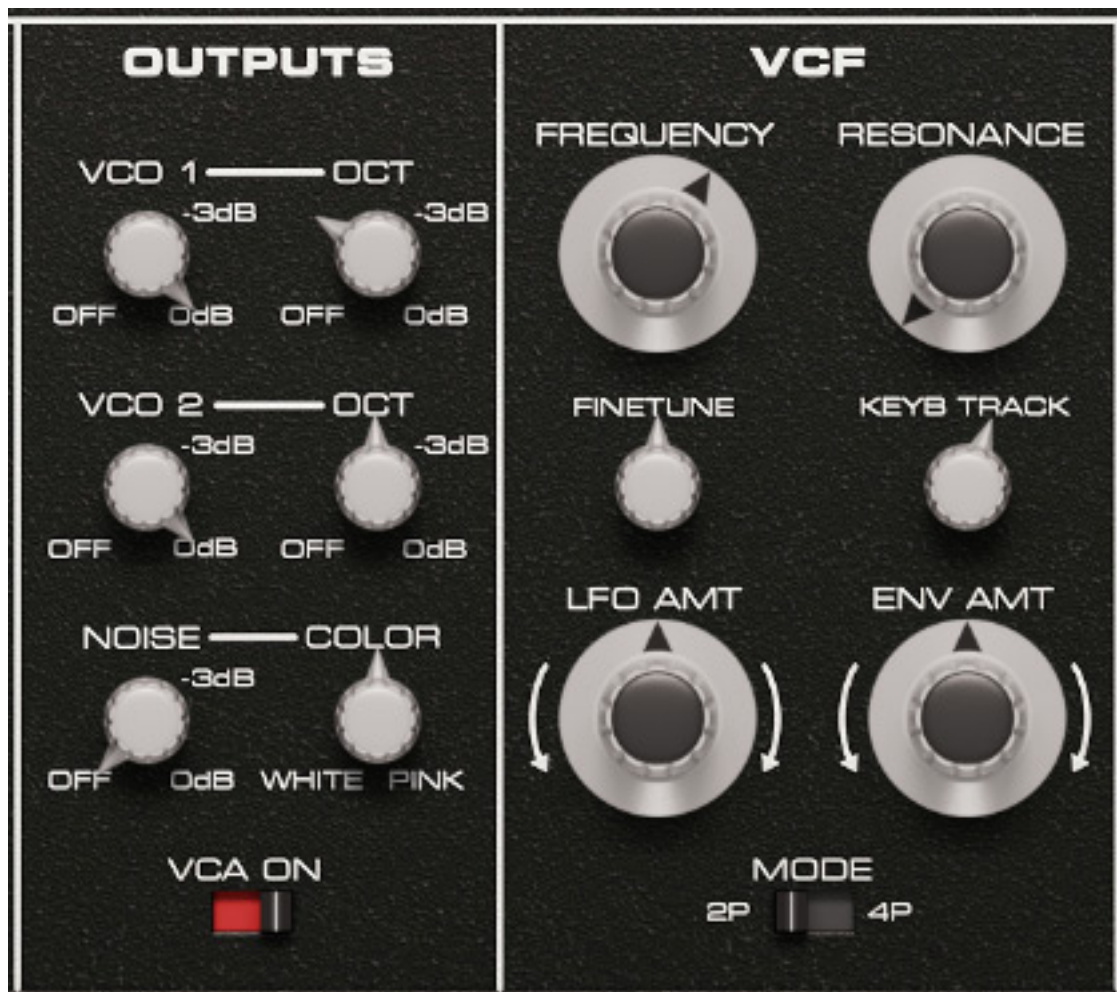 OUTPUTS
VCO 1 OCT
-3dB -3dB
OFF 0dB OFF 0dB
VCO 2 OCT
-3dB -3dB
OFF 0dB OFF 0dB
NOISE COLOR
-3dB
OFF 0dB WHITE PINK
VCA ON
VCF
FREQUENCY RESONANCE
FINETUNE KEYB TRACK
LFO AMT ENV AMT
MODE
2P 4P